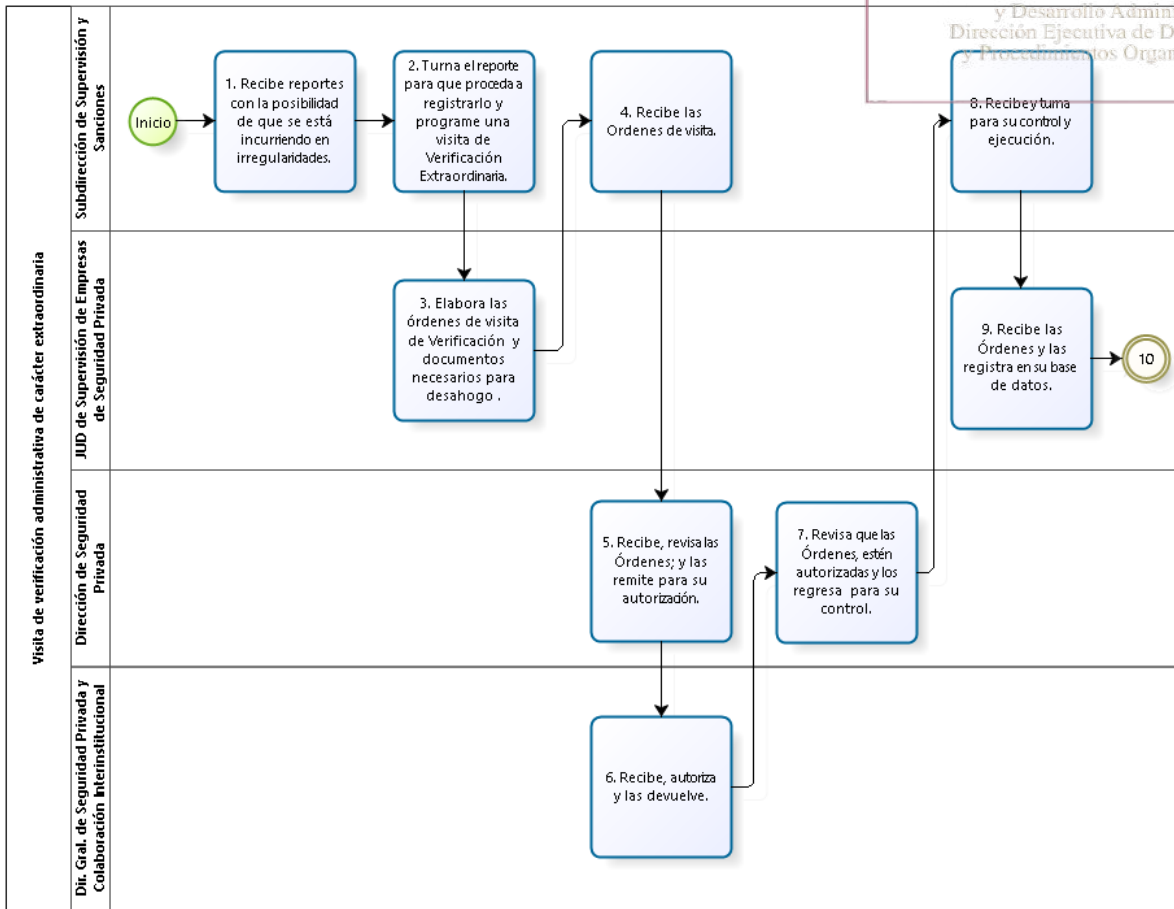 y Desarrollo Admin
Dirección Ejecutiva de D
y Procedimientos Organ
Visita de verificación administrativa de carácter extraordinaria
Subdirección de Supervisión y
Sanciones
Inicio
1. Recibe reportes
con la posibilidad
de que se está
incurriendo en
irregularidades.
2. Turna el reporte
para que proceda a
registrarlo y
programe una
visita de
Verificación
Extraordinaria.
4. Recibe las
Ordenes de visita.
8. Recibe y turna
para su control y
ejecución.
JUD de Supervisión de Empresas
de Seguridad Privada
3. Elabora las
órdenes de visita
de Verificación y
documentos
necesarios para
desahogo .
9. Recibe las
Órdenes y las
registra en su base
de datos.
10
Dirección de Seguridad
Privada
5. Recibe, revisa las
Órdenes; y las
remite para su
autorización.
7. Revisa que las
Órdenes, estén
autorizadas y los
regresa para su
control.
Dir. Gral. de Seguridad Privada y
Colaboración Interinstitucional
6. Recibe, autoriza
y las devuelve.